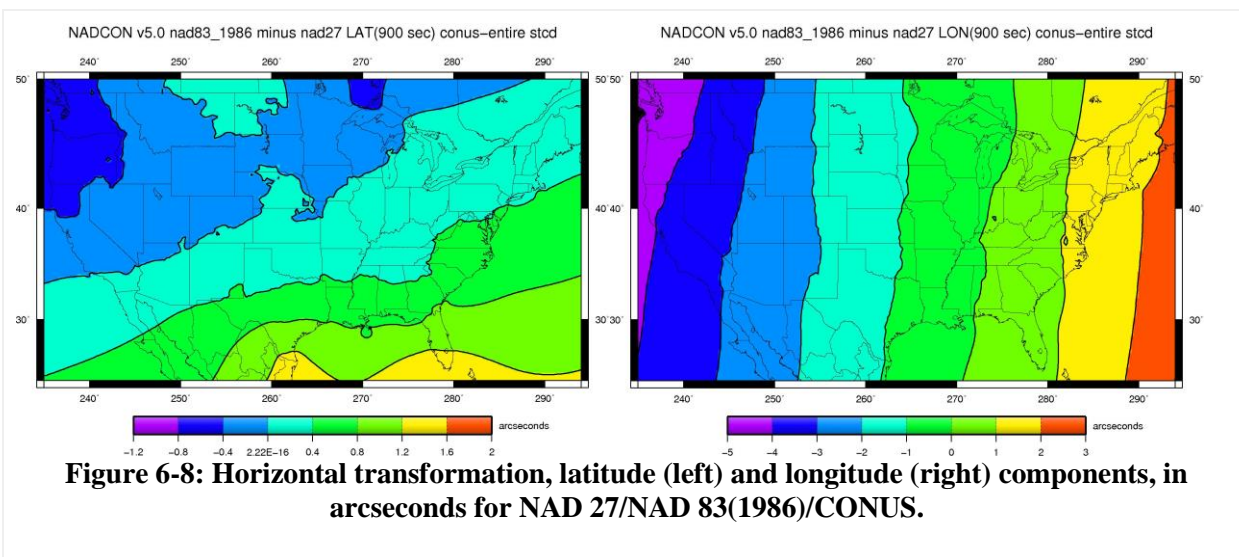 NADCON v5.0 nad83_1986 minus nad27 LAT(900 sec) conus-entire stcd
240˚ 250˚ 260˚ 270˚ 280˚ 290˚
50˚ 50˚
40˚ 40˚
30˚ 30˚
240˚ 250˚ 260˚ 270˚ 280˚ 290˚
arcseconds
−1.2 −0.8 −0.4 2.22E−16 0.4 0.8 1.2 1.6 2
NADCON v5.0 nad83_1986 minus nad27 LON(900 sec) conus-entire stcd
240˚ 250˚ 260˚ 270˚ 280˚ 290˚
50˚ 50˚
40˚ 40˚
30˚ 30˚
240˚ 250˚ 260˚ 270˚ 280˚ 290˚
arcseconds
−5 −4 −3 −2 −1 0 1 2 3
Figure 6-8: Horizontal transformation, latitude (left) and longitude (right) components, in
arcseconds for NAD 27/NAD 83(1986)/CONUS.